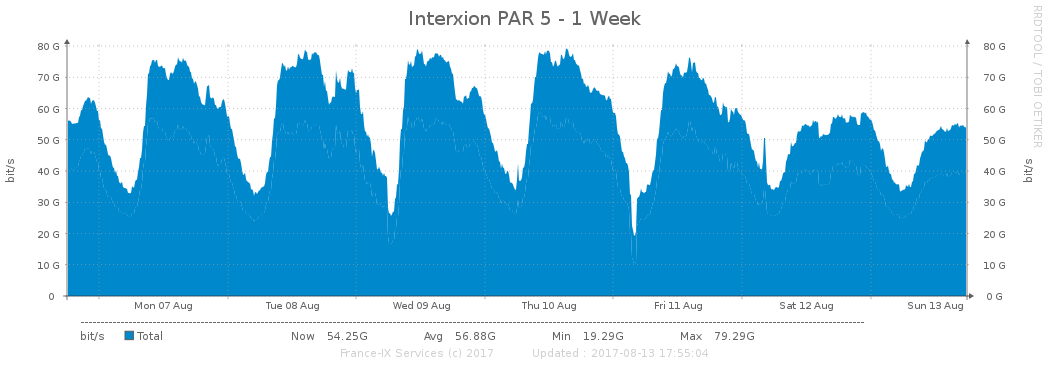 Interxion PAR 5 - 1 Week
RRDTOOL / TOBI OETIKER
bit/s
80 G
70 G
60 G
50 G
40 G
30 G
20 G
10 G
0
80 G
70 G
60 G
50 G
40 G
30 G
20 G
10 G
0 G
bit/s
Mon 07 Aug Tue 08 Aug Wed 09 Aug Thu 10 Aug Fri 11 Aug Sat 12 Aug Sun 13 Aug
bit/s Total Now 54.25G Avg 56.88G Min 19.29G Max 79.29G
France-IX Services (c) 2017 Updated : 2017-08-13 17:55:04